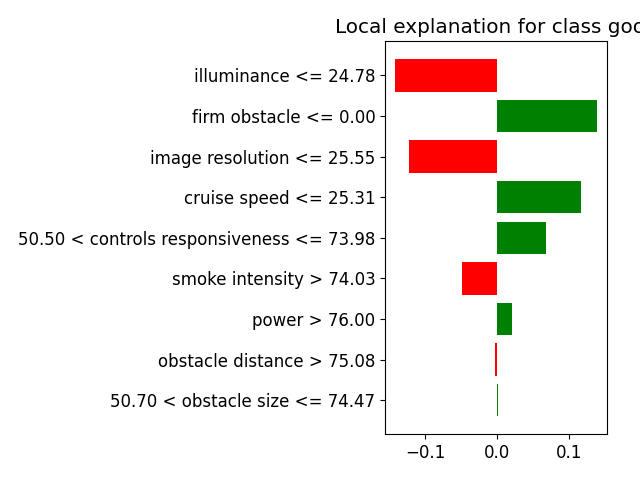 Local explanation for class goo
illuminance <= 24.78
firm obstacle <= 0.00
image resolution <= 25.55
cruise speed <= 25.31
50.50 < controls responsiveness <= 73.98
smoke intensity > 74.03
power > 76.00
obstacle distance > 75.08
50.70 < obstacle size <= 74.47
−0.1 0.0 0.1